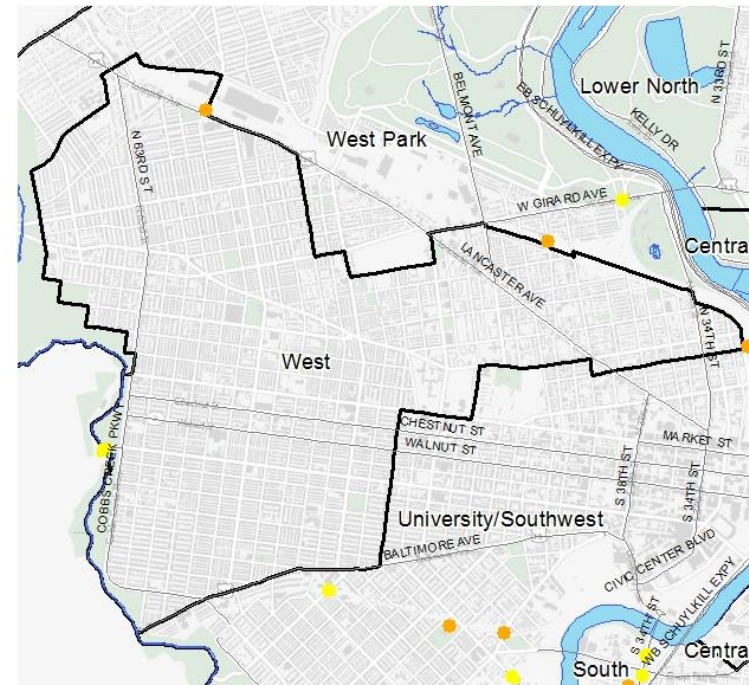 Lower North
N 33RD ST
KELLY DR
EB SCHUYLKILL EXPY
BELMONT AVE
West Park
N 63RD ST
W GIRARD AVE
Centra
LANCASTER AVE
N 34TH ST
West
CHESTNUT ST
WALNUT ST
MARKET ST
COBBS CREEK PKWY
S 38TH ST
S 34TH ST
University/Southwest
BALTIMORE AVE
CIVIC CENTER BLVD
S 34TH ST
WB SCHUYLKILL EXPY
Centra
South